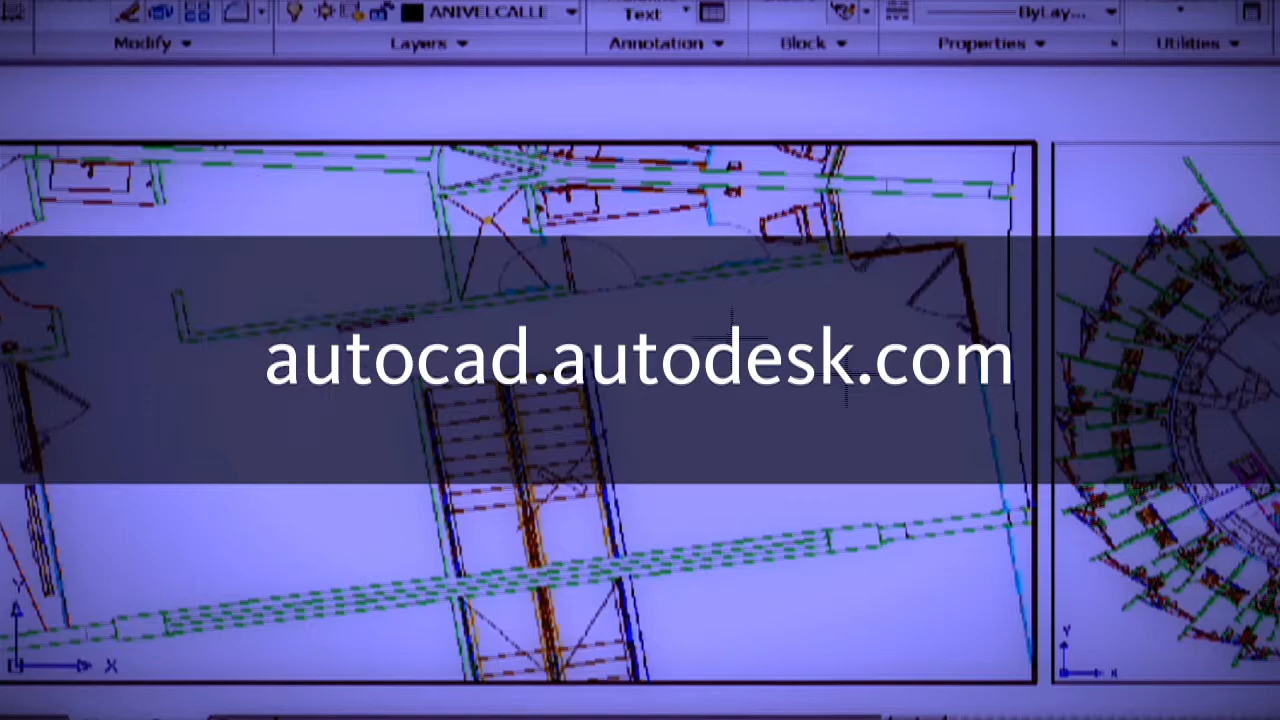 ANIVELCALLE
Text
ByLay...
Modify
Layers
Annotation
Block
Properties
Utilities
autocad.autodesk.com
Y
X
Y
X